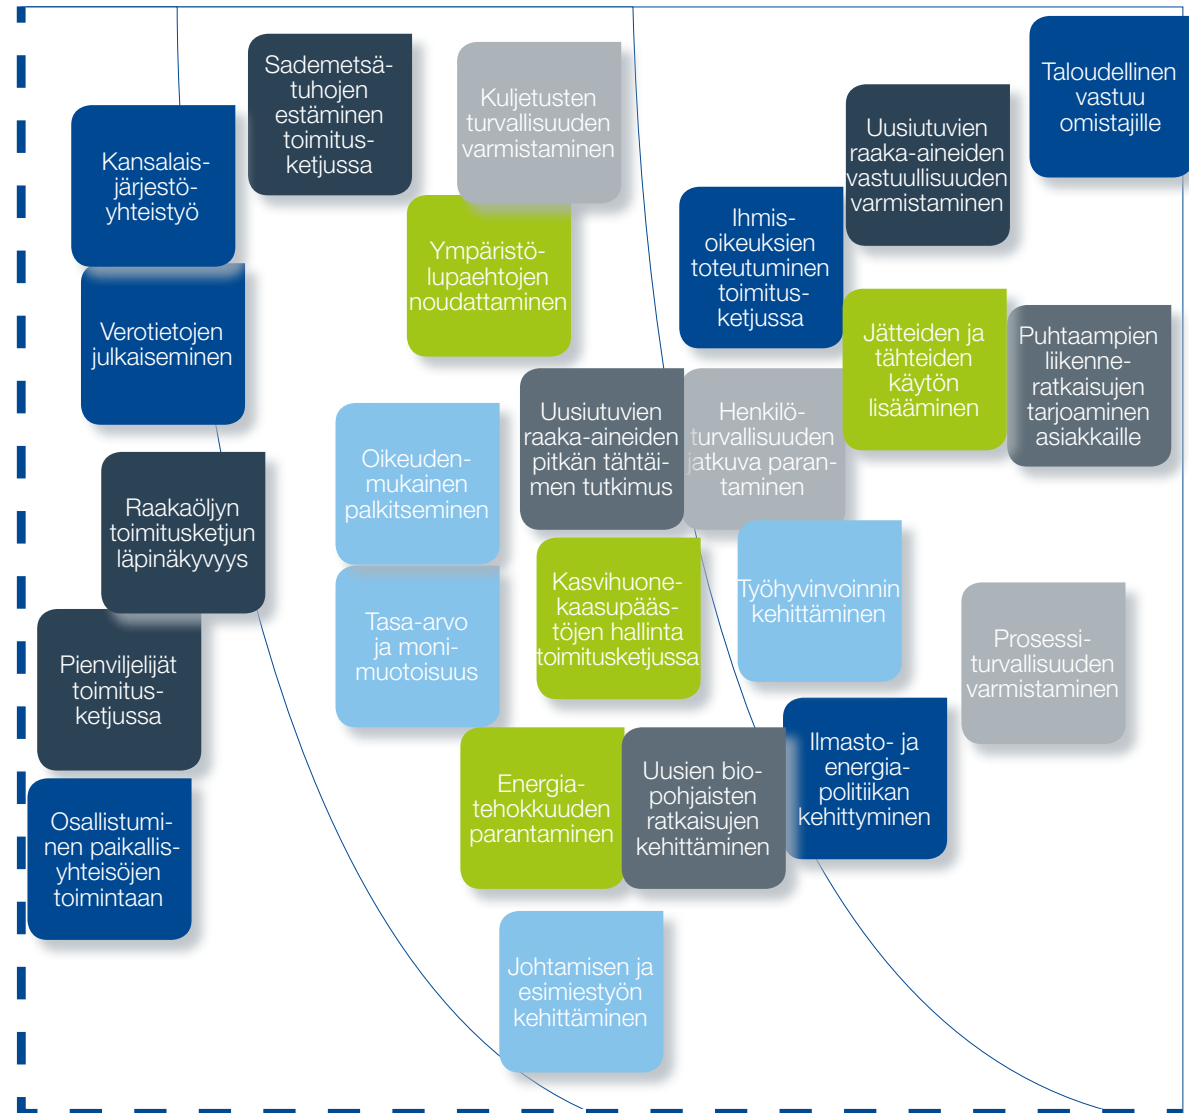 Sademetsä-
tuhojen
estäminen
toimitus-
ketjussa
Kuljetusten
turvallisuuden
varmistaminen
Taloudellinen
vastuu
omistajille
Uusiutuvien
raaka-aineiden
vastuullisuuden
varmistaminen
Kansalais-
järjestö-
yhteistyö
Ympäristö-
lupaehtojen
noudattaminen
Ihmis-
oikeuksien
toteutuminen
toimitus-
ketjussa
Verotietojen
julkaiseminen
Jätteiden ja
tähteiden
käytön
lisääminen
Puhtaampien
liikenne-
ratkaisujen
tarjoaminen
asiakkaille
Oikeuden-
mukainen
palkitseminen
Uusiutuvien
raaka-aineiden
pitkän tähtäi-
men tutkimus
Henkilö-
turvallisuuden
jatkuva paran-
taminen
Raakaöljyn
toimitusketjun
läpinäkyvyys
Kasvihuone-
kaasupääs-
töjen hallinta
toimitusketjussa
Työhyvinvoinnin
kehittäminen
Tasa-arvo
ja moni-
muotoisuus
Prosessi-
turvallisuuden
varmistaminen
Pienviljelijät
toimitus-
ketjussa
Energia-
tehokkuuden
parantaminen
Uusien bio-
pohjaisten
ratkaisujen
kehittäminen
Ilmasto- ja
energia-
politiikan
kehittyminen
Osallistumi-
nen paikallis-
yhteisöjen
toimintaan
Johtamisen ja
esimiestyön
kehittäminen